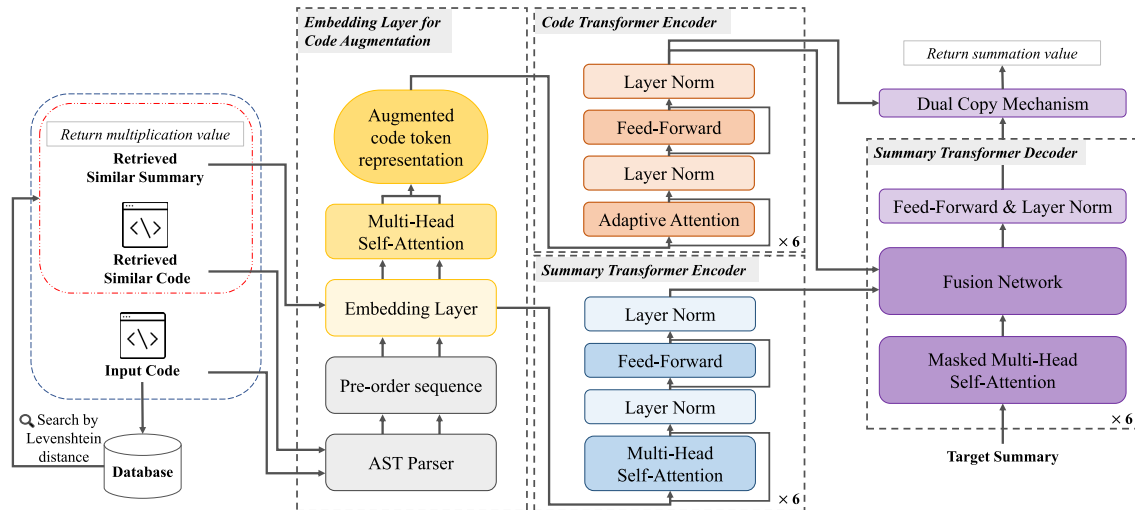 Return multiplication value
Retrieved
Similar Summary
</>
Retrieved
Similar Code
</>
Input Code
Search by
Levenshtein
distance
Database
Embedding Layer for
Code Augmentation
Augmented
code token
representation
Multi-Head
Self-Attention
Embedding Layer
Pre-order sequence
AST Parser
Code Transformer Encoder
Layer Norm
Feed-Forward
Layer Norm
Adaptive Attention
× 6
Summary Transformer Encoder
Layer Norm
Feed-Forward
Layer Norm
Multi-Head
Self-Attention
× 6
Return summation value
Dual Copy Mechanism
Summary Transformer Decoder
Feed-Forward & Layer Norm
Fusion Network
Masked Multi-Head
Self-Attention
× 6
Target Summary